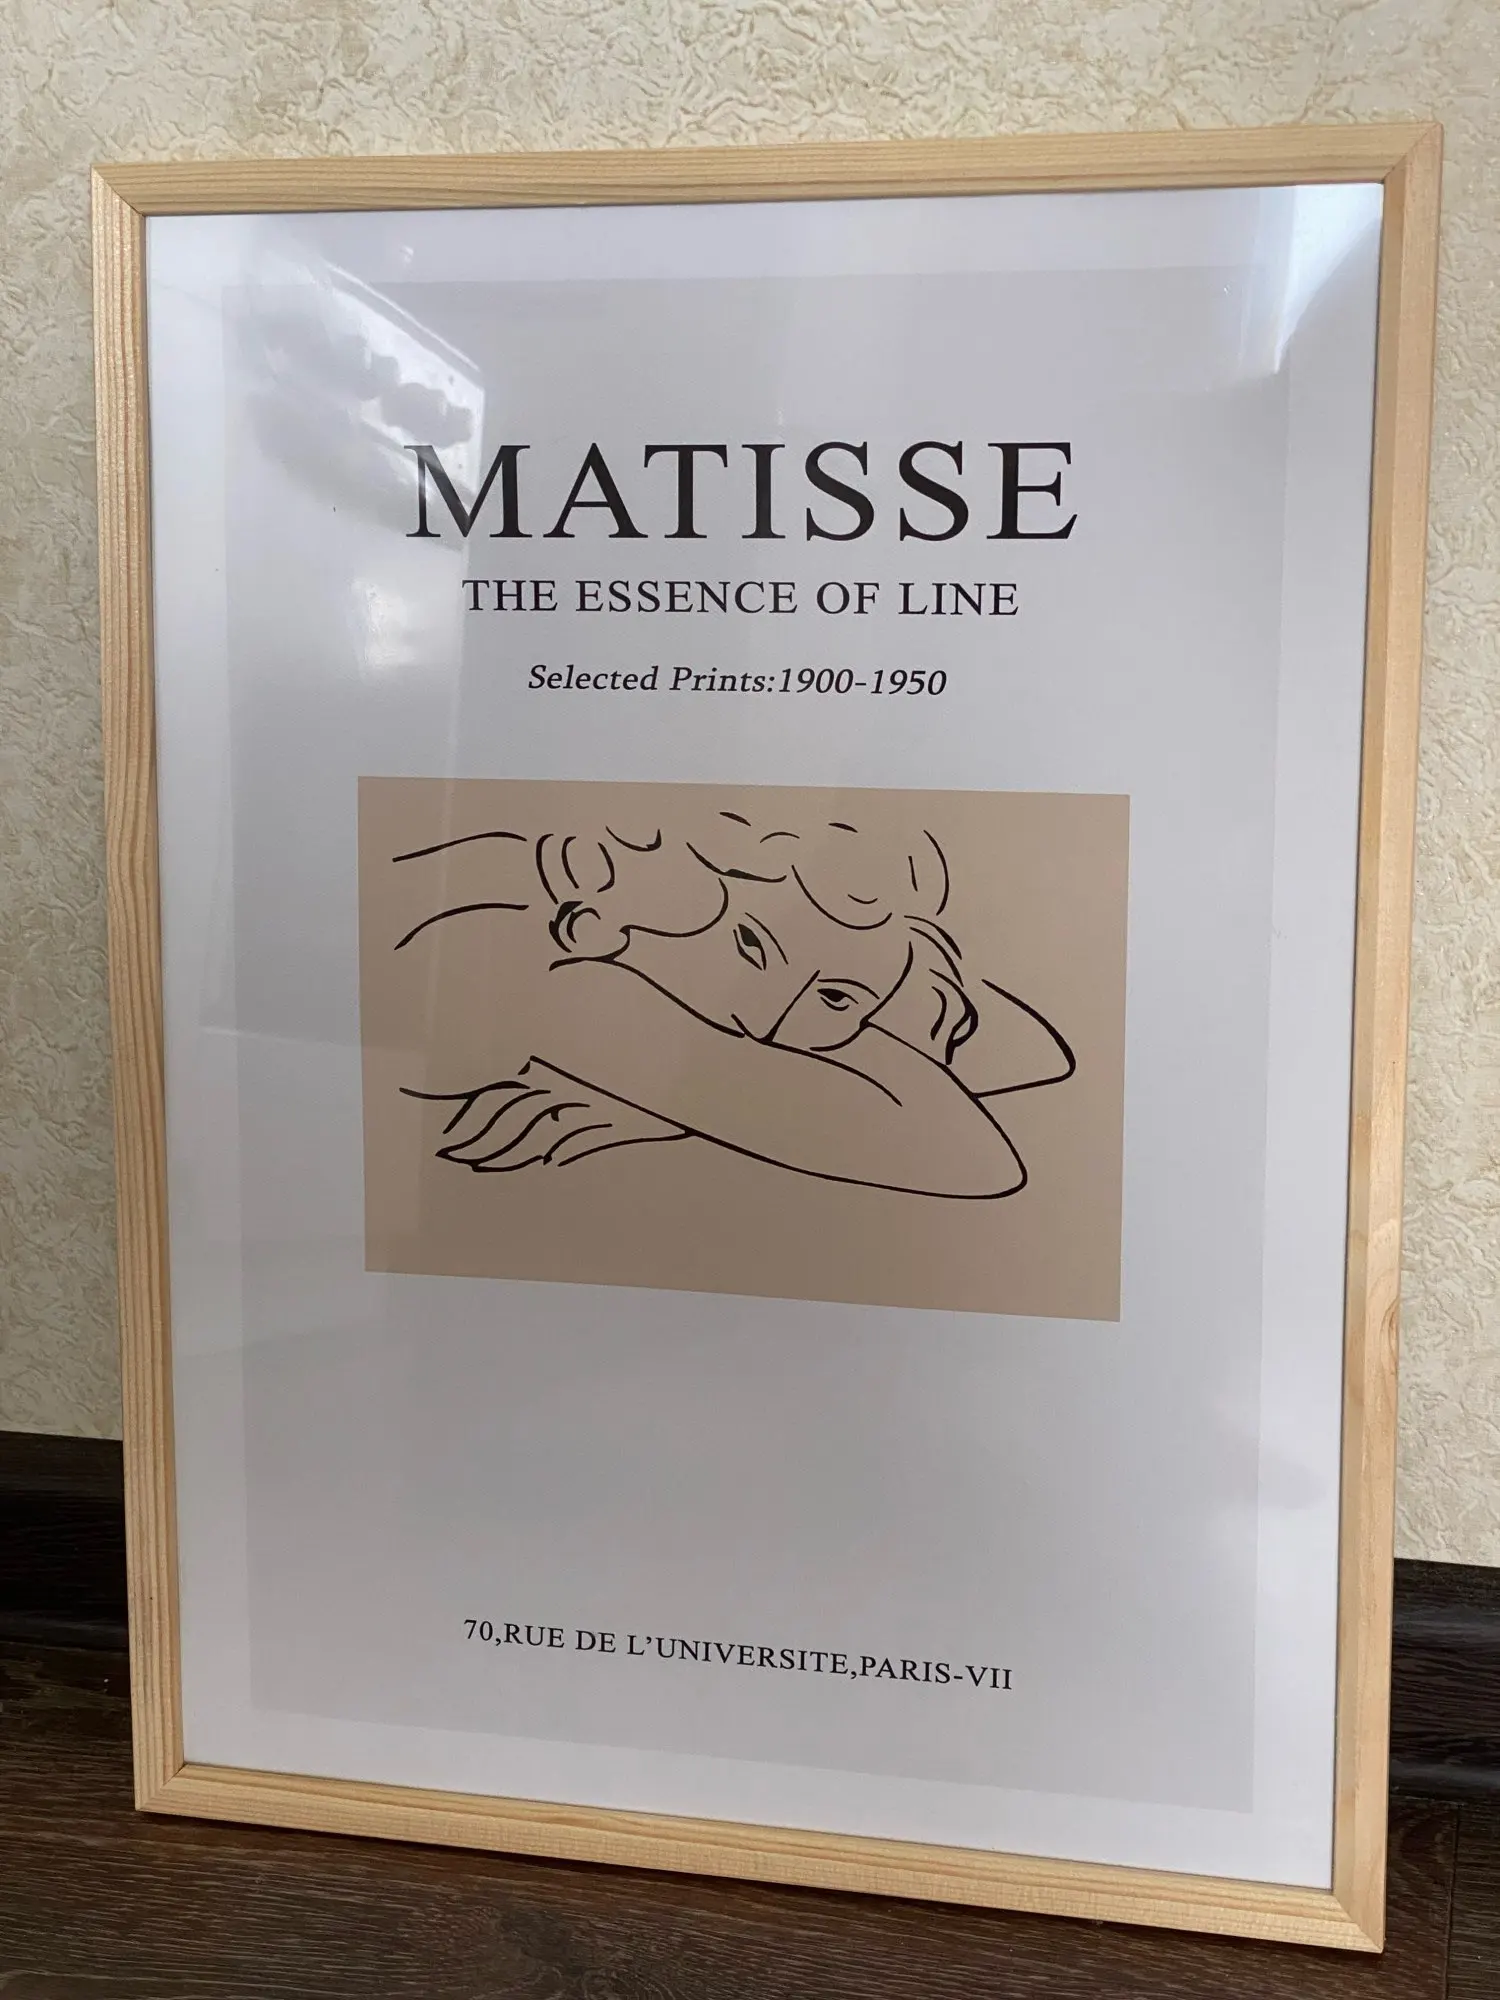 MATISSE
THE ESSENCE OF LINE
Selected Prints:1900-1950
70,RUE DE L’UNIVERSITE,PARIS-VII